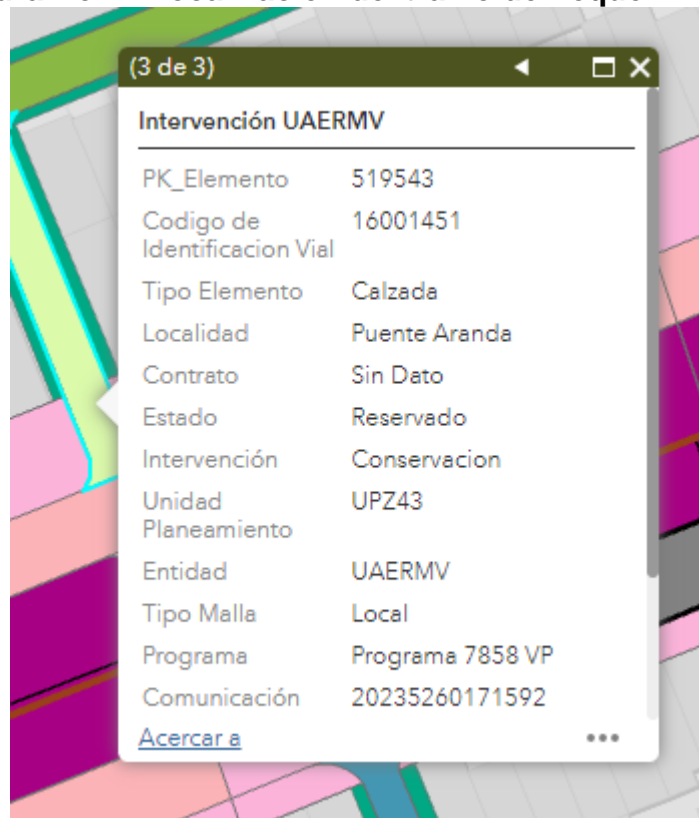 (3 de 3)
Intervención UAERMV
PK_Elemento 519543
Codigo de 16001451
Identificacion Vial
Tipo Elemento Calzada
Localidad Puente Aranda
Contrato Sin Dato
Estado Reservado
Intervención Conservacion
Unidad UPZ43
Planeamiento
Entidad UAERMV
Tipo Malla Local
Programa Programa 7858 VP
Comunicación 20235260171592
Acercar a